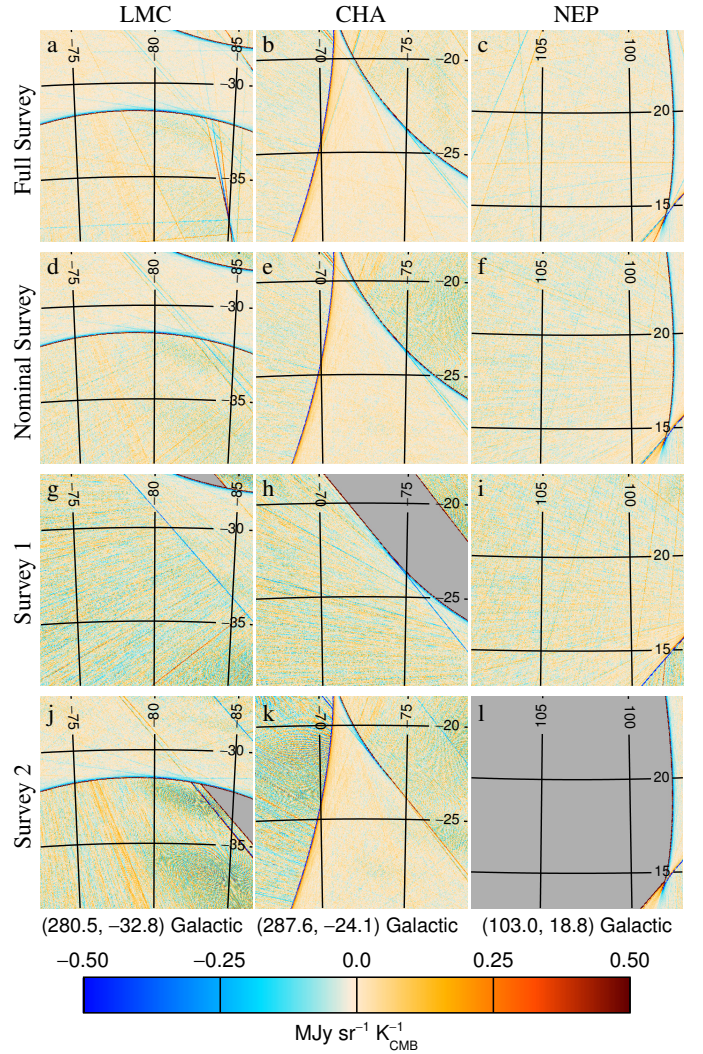 LMC CHA NEP
Full Survey
a −75 −80 −85 −30 −35
b −70 −75 −20 −25
c 105 100 20 15
Nominal Survey
d −75 −80 −85 −30 −35
e −70 −75 −20 −25
f 105 100 20 15
Survey 1
g −75 −80 −85 −30 −35
h −70 −75 −20 −25
i 105 100 20 15
Survey 2
j −75 −80 −85 −30 −35
k −70 −75 −20 −25
l 105 100 20 15
(280.5, −32.8) Galactic (287.6, −24.1) Galactic (103.0, 18.8) Galactic
−0.50 −0.25 0.0 0.25 0.50
MJy sr⁻¹ K⁻¹CMB